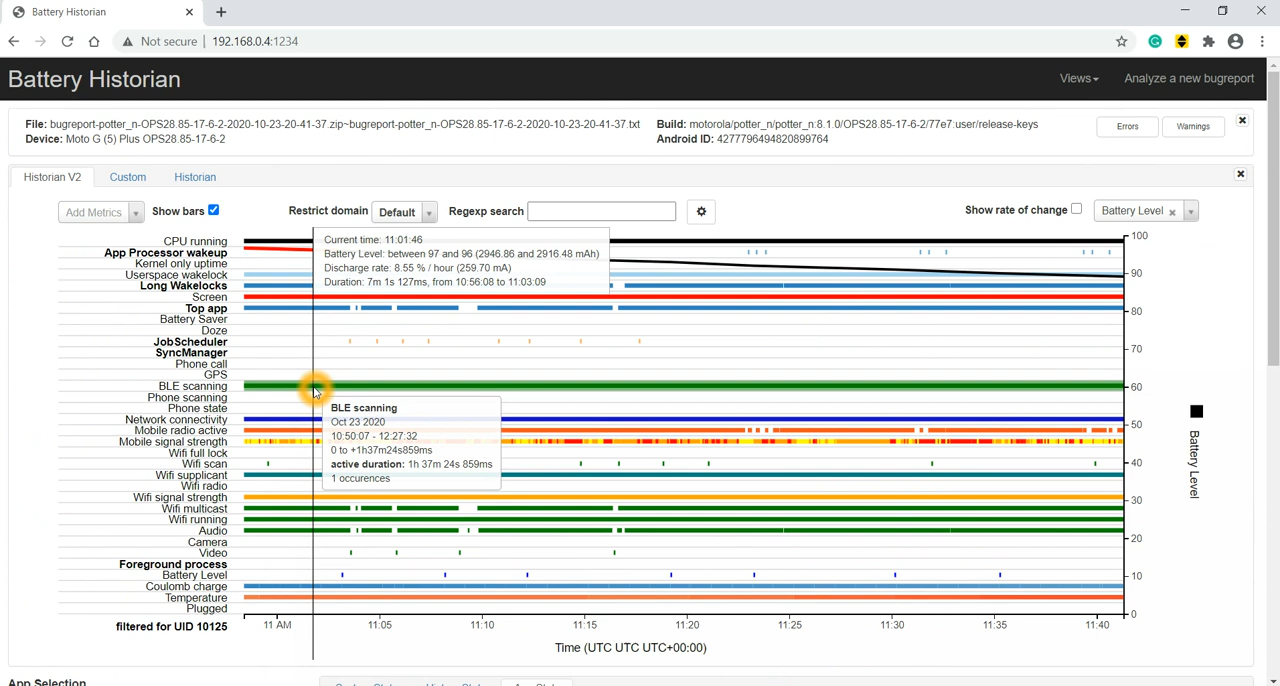 Battery Historian
Not secure | 192.168.0.4:1234
Battery Historian
Views
Analyze a new bugreport
File: bugreport-potter_n-OPS28.85-17-6-2-2020-10-23-20-41-37.zip~bugreport-potter_n-OPS28.85-17-6-2-2020-10-23-20-41-37.txt
Device: Moto G (5) Plus OPS28.85-17-6-2
Build: motorola/potter_n/potter_n:8.1.0/OPS28.85-17-6-2/77e7:user/release-keys
Android ID: 4277796494820899764
Errors
Warnings
Historian V2
Custom
Historian
Add Metrics
Show bars
Restrict domain
Default
Regexp search
Show rate of change
Battery Level ×
Current time: 11:01:46
Battery Level: between 97 and 96 (2946.86 and 2916.48 mAh)
Discharge rate: 8.55 % / hour (259.70 mA)
Duration: 7m 1s 127ms, from 10:56:08 to 11:03:09
CPU running
App Processor wakeup
Kernel only uptime
Userspace wakelock
Long Wakelocks
Screen
Top app
Battery Saver
Doze
JobScheduler
SyncManager
Phone call
GPS
BLE scanning
Phone scanning
Phone state
Network connectivity
Mobile radio active
Mobile signal strength
Wifi full lock
Wifi scan
Wifi supplicant
Wifi radio
Wifi signal strength
Wifi multicast
Wifi running
Audio
Camera
Video
Foreground process
Battery Level
Coulomb charge
Temperature
Plugged
filtered for UID 10125
BLE scanning
Oct 23 2020
10:50:07 - 12:27:32
0 to +1h37m24s859ms
active duration: 1h 37m 24s 859ms
1 occurences
100
90
80
70
60
50
40
30
20
10
0
Battery Level
11 AM
11:05
11:10
11:15
11:20
11:25
11:30
11:35
11:40
Time (UTC UTC UTC+00:00)
App Selection